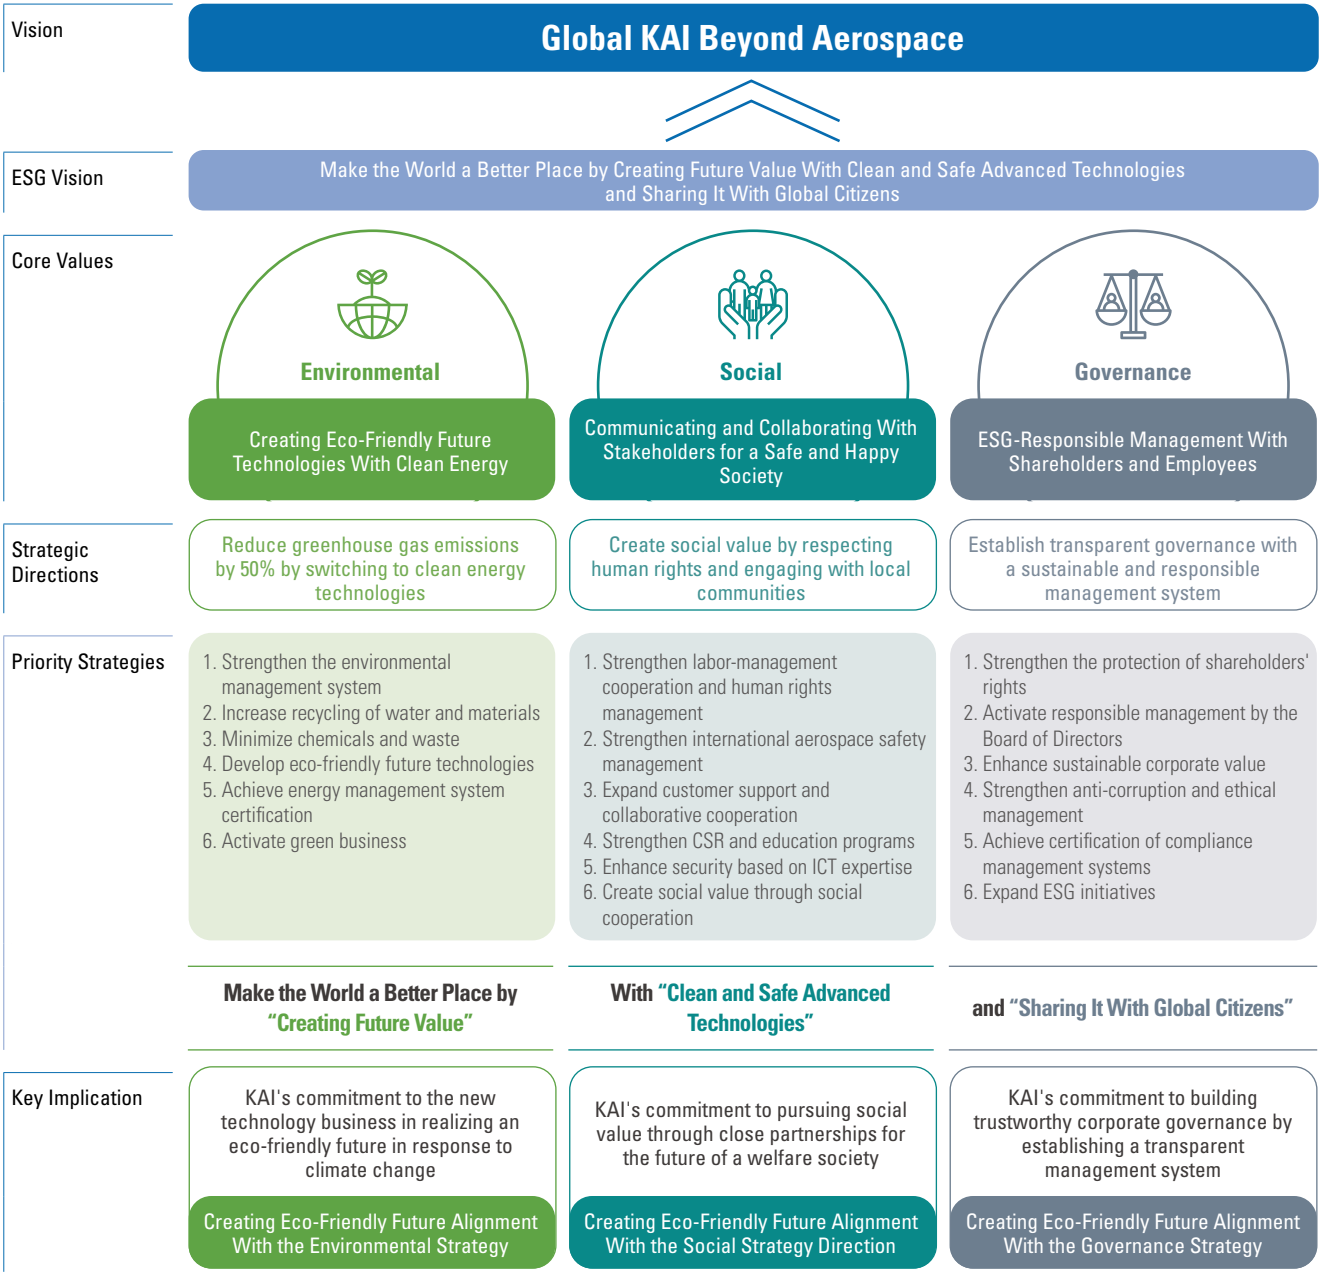 Vision
Global KAI Beyond Aerospace
ESG Vision
Make the World a Better Place by Creating Future Value With Clean and Safe Advanced Technologies
and Sharing It With Global Citizens
Core Values
Environmental
Creating Eco-Friendly Future
Technologies With Clean Energy
Social
Communicating and Collaborating With
Stakeholders for a Safe and Happy
Society
Governance
ESG-Responsible Management With
Shareholders and Employees
Strategic
Directions
Reduce greenhouse gas emissions
by 50% by switching to clean energy
technologies
Create social value by respecting
human rights and engaging with local
communities
Establish transparent governance with
a sustainable and responsible
management system
Priority Strategies
1. Strengthen the environmental
management system
2. Increase recycling of water and materials
3. Minimize chemicals and waste
4. Develop eco-friendly future technologies
5. Achieve energy management system
certification
6. Activate green business
1. Strengthen labor-management
cooperation and human rights
management
2. Strengthen international aerospace safety
management
3. Expand customer support and
collaborative cooperation
4. Strengthen CSR and education programs
5. Enhance security based on ICT expertise
6. Create social value through social
cooperation
1. Strengthen the protection of shareholders'
rights
2. Activate responsible management by the
Board of Directors
3. Enhance sustainable corporate value
4. Strengthen anti-corruption and ethical
management
5. Achieve certification of compliance
management systems
6. Expand ESG initiatives
Make the World a Better Place by
“Creating Future Value”
With “Clean and Safe Advanced
Technologies”
and “Sharing It With Global Citizens”
Key Implication
KAI's commitment to the new
technology business in realizing an
eco-friendly future in response to
climate change
Creating Eco-Friendly Future Alignment
With the Environmental Strategy
KAI's commitment to pursuing social
value through close partnerships for
the future of a welfare society
Creating Eco-Friendly Future Alignment
With the Social Strategy Direction
KAI's commitment to building
trustworthy corporate governance by
establishing a transparent
management system
Creating Eco-Friendly Future Alignment
With the Governance Strategy